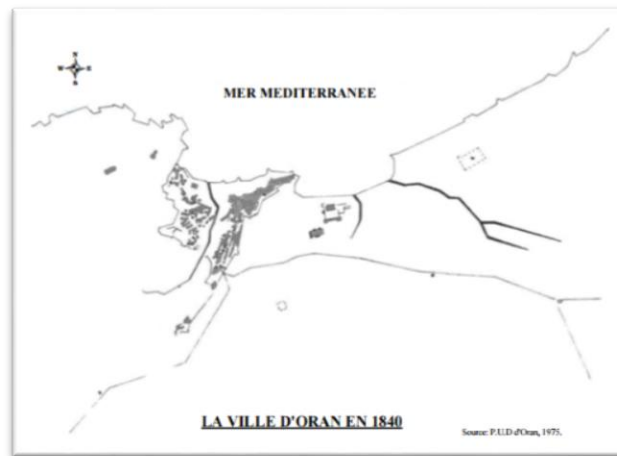 N
W E
S
MER MEDITERRANEE
LA VILLE D'ORAN EN 1840
Source: P.U.D d'Oran, 1975.